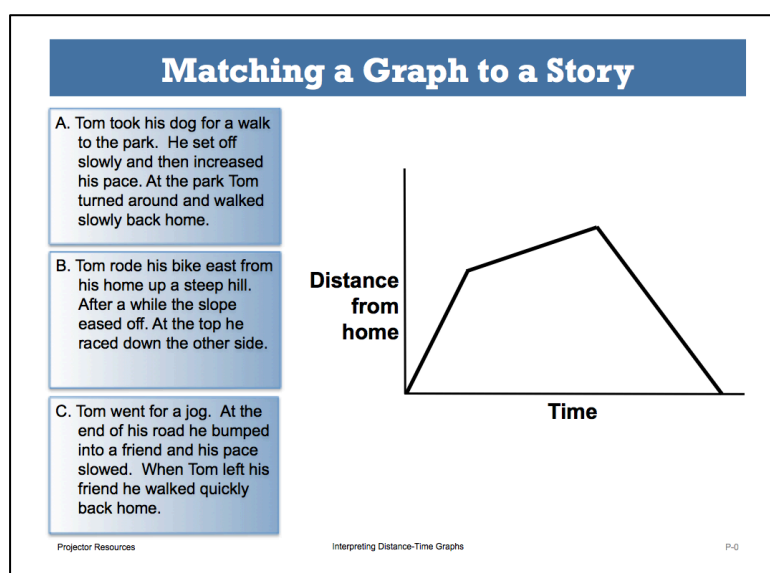 Matching a Graph to a Story
A. Tom took his dog for a walk
to the park. He set off
slowly and then increased
his pace. At the park Tom
turned around and walked
slowly back home.
B. Tom rode his bike east from
his home up a steep hill.
After a while the slope
eased off. At the top he
raced down the other side.
C. Tom went for a jog. At the
end of his road he bumped
into a friend and his pace
slowed. When Tom left his
friend he walked quickly
back home.
Distance
from
home
Time
Projector Resources
Interpreting Distance-Time Graphs
P-0